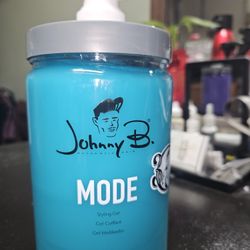 Johnny B.
MODE
Styling Gel
Gel Coiffant
Gel Moldeador